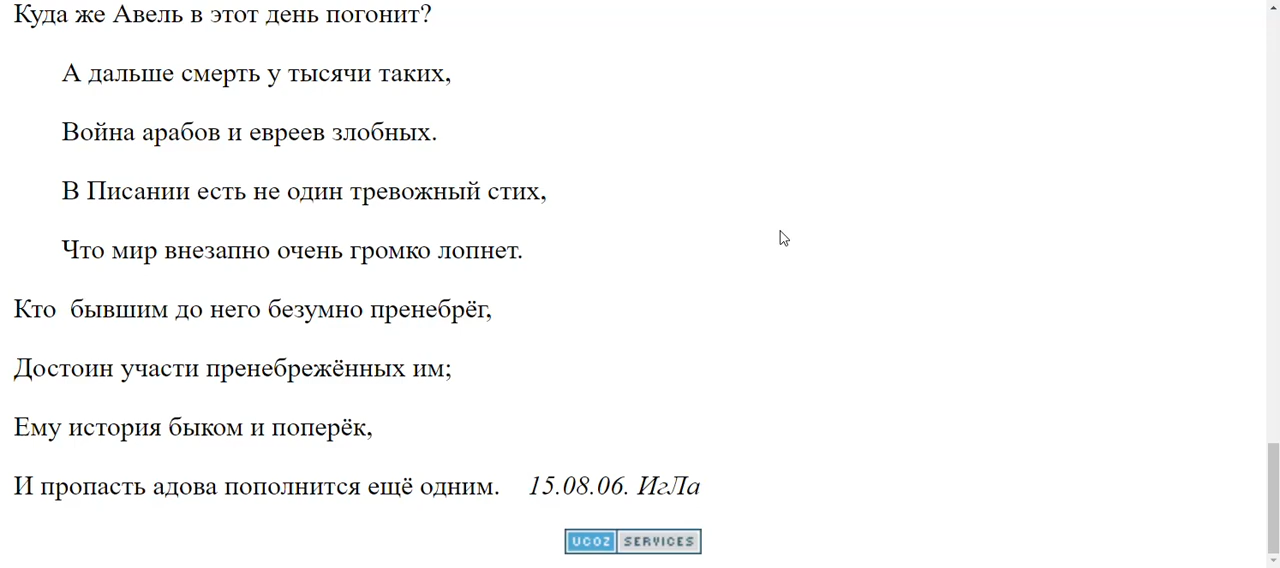 Куда же Авель в этот день погонит?
А дальше смерть у тысячи таких,
Война арабов и евреев злобных.
В Писании есть не один тревожный стих,
Что мир внезапно очень громко лопнет.
Кто  бывшим до него безумно пренебрёг,
Достоин участи пренебрежённых им;
Ему история быком и поперёк,
И пропасть адова пополнится ещё одним.    15.08.06. ИгЛа
UCOZ SERVICES